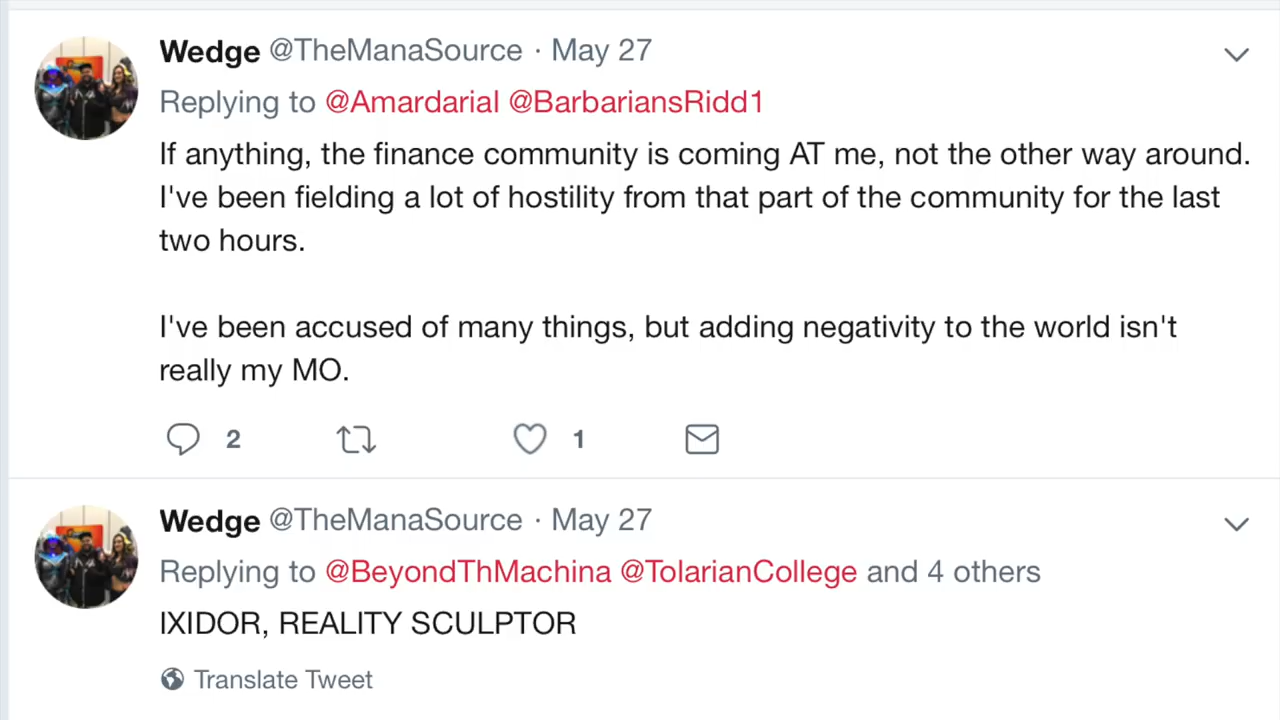 Wedge @TheManaSource · May 27
Replying to @Amardarial @BarbariansRidd1
If anything, the finance community is coming AT me, not the other way around.
I've been fielding a lot of hostility from that part of the community for the last
two hours.
I've been accused of many things, but adding negativity to the world isn't
really my MO.
2 1
Wedge @TheManaSource · May 27
Replying to @BeyondThMachina @TolarianCollege and 4 others
IXIDOR, REALITY SCULPTOR
Translate Tweet